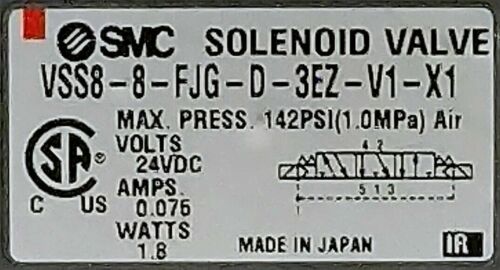 SMC SOLENOID VALVE
VSS8-8-FJG-D-3EZ-V1-X1
MAX. PRESS. 142PSI(1.0MPa) Air
VOLTS
24VDC
AMPS.
0.075
WATTS
1.8
SA ®
C US
4 2
5 1 3
MADE IN JAPAN
IR